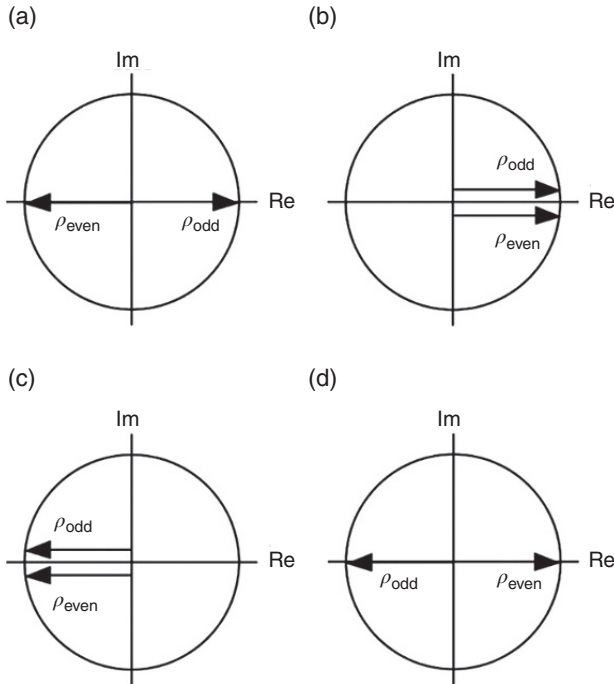 (a)
Im
Re
ρeven
ρodd
(b)
Im
ρodd
Re
ρeven
(c)
Im
ρodd
Re
ρeven
(d)
Im
Re
ρodd
ρeven